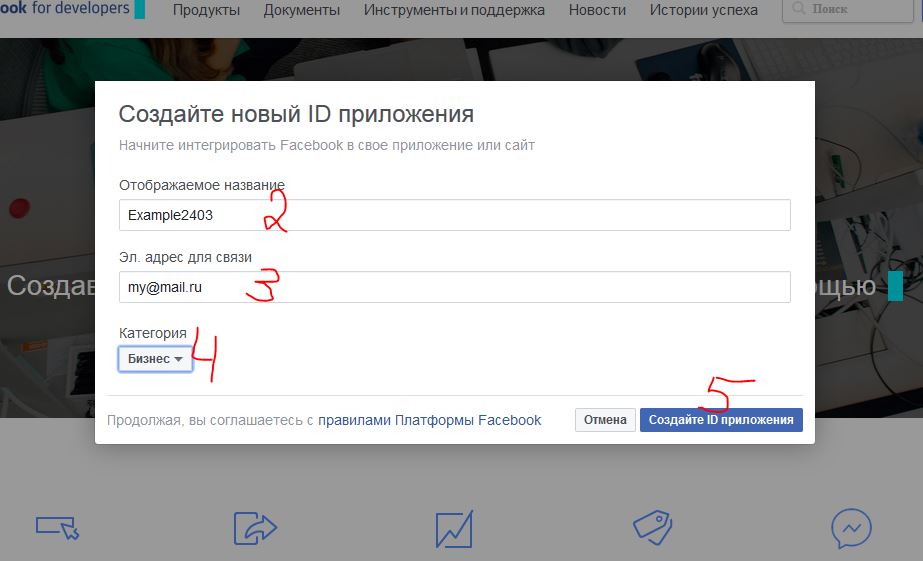 ook for developers Продукты Документы Инструменты и поддержка Новости Истории успеха Поиск
Создайте новый ID приложения
Начните интегрировать Facebook в свое приложение или сайт
Отображаемое название
Example2403 2
Эл. адрес для связи
my@mail.ru 3
Создав ощью
Категория
Бизнес 4
5
Продолжая, вы соглашаетесь с правилами Платформы Facebook Отмена Создайте ID приложения